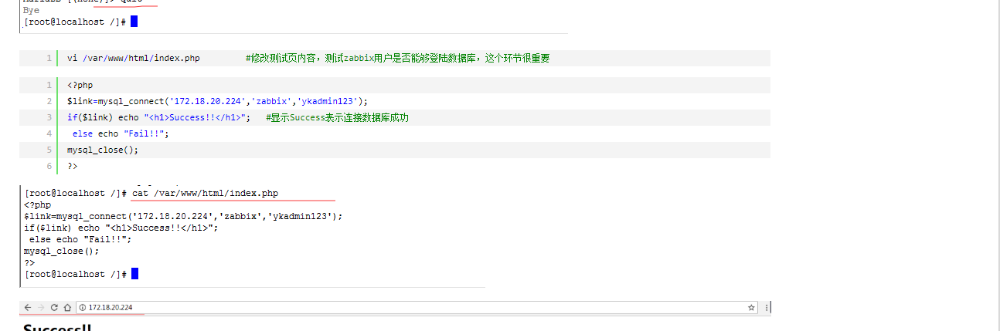 Bye
[root@localhost /]#
1 vi /var/www/html/index.php #修改测试页内容，测试zabbix用户是否能够登陆数据库，这个环节很重要
1 <?php
2 $link=mysql_connect('172.18.20.224','zabbix','ykadmin123');
3 if($link) echo "<h1>Success!!</h1>"; #显示Success表示连接数据库成功
4 else echo "Fail!!";
5 mysql_close();
6 ?>
[root@localhost /]# cat /var/www/html/index.php
<?php
$link=mysql_connect('172.18.20.224','zabbix','ykadmin123');
if($link) echo "<h1>Success!!</h1>";
 else echo "Fail!!";
mysql_close();
?>
[root@localhost /]#
172.18.20.224
Success!!